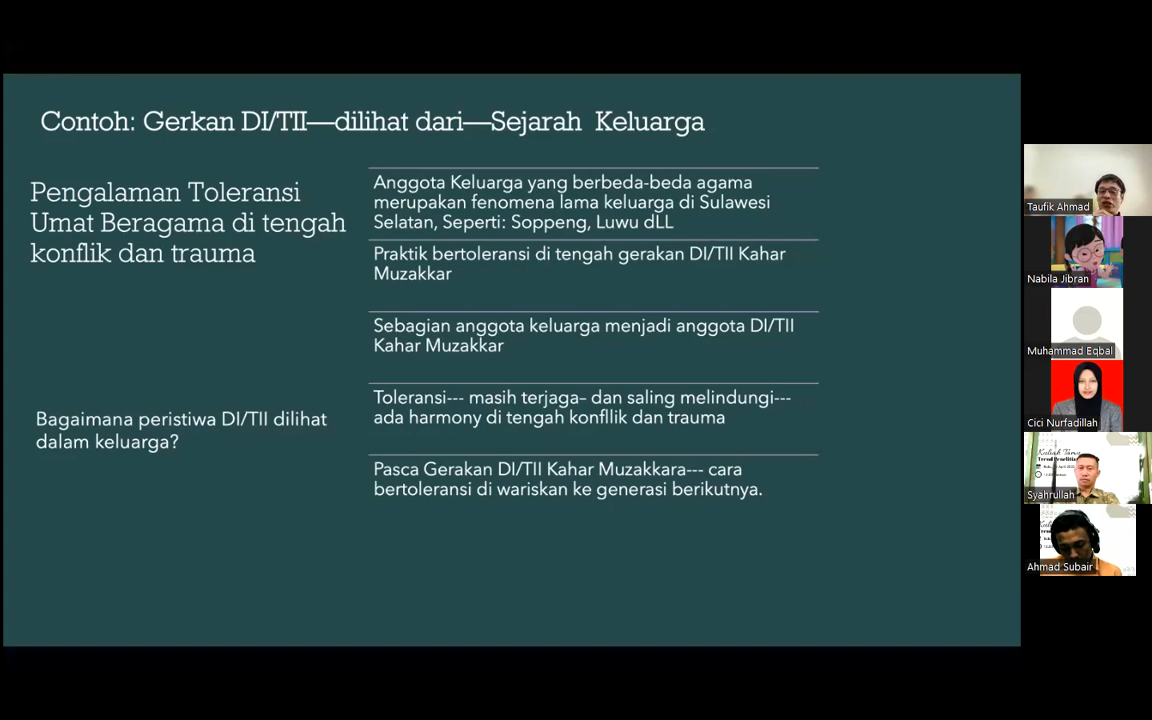 Contoh: Gerkan DI/TII—dilihat dari—Sejarah Keluarga
Pengalaman Toleransi
Umat Beragama di tengah
konflik dan trauma
Bagaimana peristiwa DI/TII dilihat
dalam keluarga?
Anggota Keluarga yang berbeda-beda agama
merupakan fenomena lama keluarga di Sulawesi
Selatan, Seperti: Soppeng, Luwu dLL
Praktik bertoleransi di tengah gerakan DI/TII Kahar
Muzakkar
Sebagian anggota keluarga menjadi anggota DI/TII
Kahar Muzakkar
Toleransi--- masih terjaga– dan saling melindungi---
ada harmony di tengah konfllik dan trauma
Pasca Gerakan DI/TII Kahar Muzakkara--- cara
bertoleransi di wariskan ke generasi berikutnya.
Taufik Ahmad
Nabila Jibran
Muhammad Eqbal
Cici Nurfadillah
Kuliah Tamu
Syahrullah
Ahmad Subair